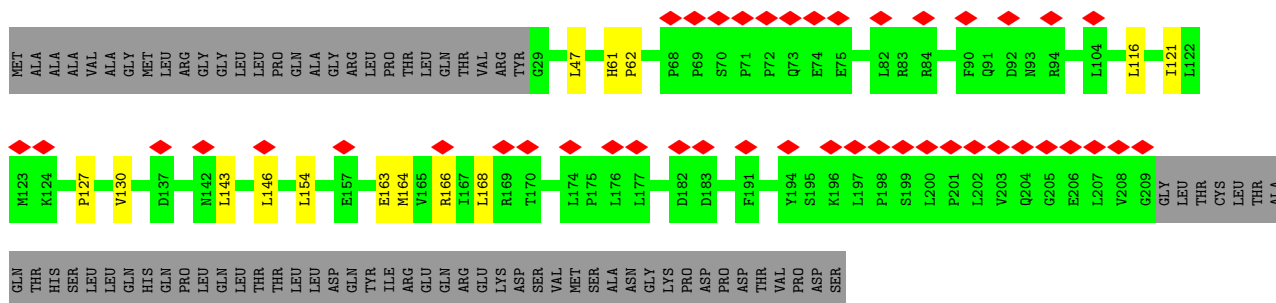 MET ALA ALA ALA VAL ALA GLY MET LEU ARG GLY GLY LEU LEU PRO GLN ALA GLY ARG LEU PRO THR LEU GLN THR VAL ARG TYR G29 L47 H61 P62 P68 P69 S70 P71 P72 Q73 E74 E75 L82 R83 R84 F90 Q91 D92 N93 R94 L104 L116 I121 L122
M123 K124 P127 V130 D137 N142 L143 L146 L154 E157 E163 M164 V165 R166 I167 L168 R169 T170 L174 P175 L176 L177 D182 D183 F191 Y194 S195 K196 L197 P198 S199 L200 P201 L202 V203 Q204 G205 E206 L207 V208 G209 GLY LEU THR CYS LEU THR ALA
GLN THR HIS SER LEU LEU GLN HIS GLN PRO LEU GLN LEU THR THR LEU LEU ASP GLN TYR ILE ARG GLU GLN ARG GLU LYS ASP SER VAL MET SER ALA ASN GLY LYS PRO ASP PRO ASP THR VAL PRO ASP SER